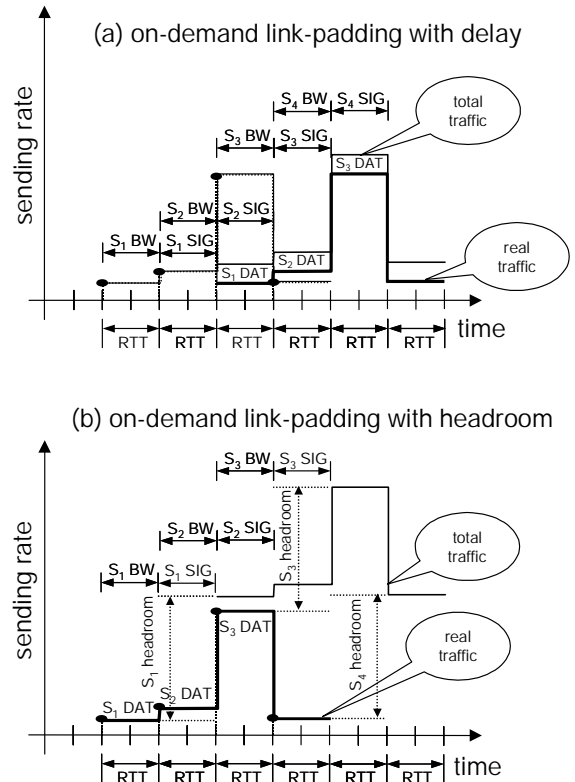 (a) on-demand link-padding with delay
sending rate
S4 BW S4 SIG
S3 BW S3 SIG
total traffic
S3 DAT
S2 BW S2 SIG
S1 BW S1 SIG
S1 DAT
S2 DAT
real traffic
time
RTT RTT RTT RTT RTT RTT
(b) on-demand link-padding with headroom
sending rate
S3 BW S3 SIG
S3 headroom
S2 BW S2 SIG
total traffic
S1 BW S1 SIG
S1 headroom
S3 DAT
S4 headroom
real traffic
S1 DAT
S2 DAT
time
RTT RTT RTT RTT RTT RTT